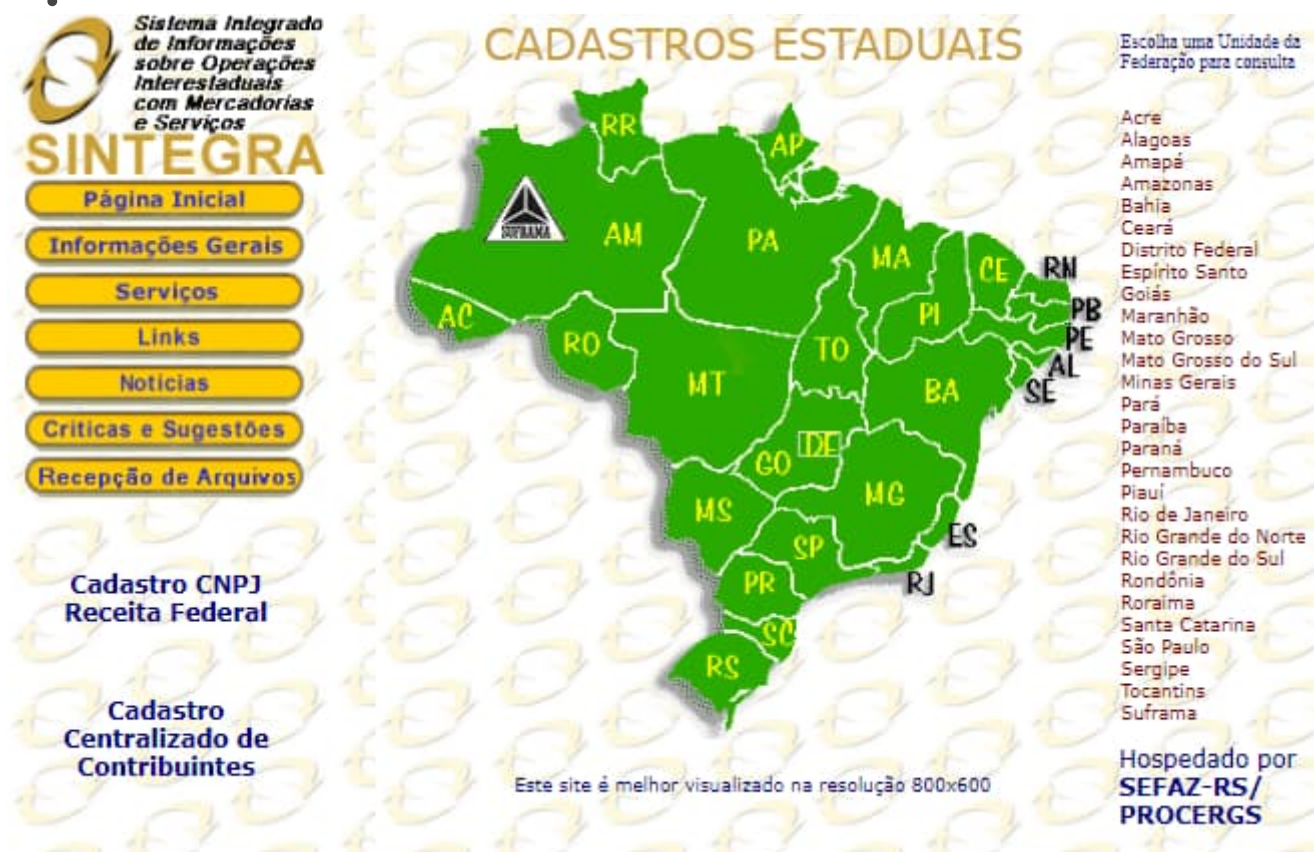 Sistema Integrado
de Informações
sobre Operações
Interestaduais
com Mercadorias
e Serviços
SINTEGRA
Página Inicial
Informações Gerais
Serviços
Links
Noticias
Criticas e Sugestões
Recepção de Arquivos
Cadastro CNPJ
Receita Federal
Cadastro
Centralizado de
Contribuintes
CADASTROS ESTADUAIS
RR
AP
SUFRAMA
AM
PA
MA
CE
RN
AC
RO
PI
PB
PE
TO
AL
MT
BA
SE
DF
GO
MG
MS
ES
SP
PR
RJ
SC
RS
Este site é melhor visualizado na resolução 800x600
Escolha uma Unidade da
Federação para consulta
Acre
Alagoas
Amapá
Amazonas
Bahia
Ceará
Distrito Federal
Espírito Santo
Goiás
Maranhão
Mato Grosso
Mato Grosso do Sul
Minas Gerais
Pará
Paraíba
Paraná
Pernambuco
Piauí
Rio de Janeiro
Rio Grande do Norte
Rio Grande do Sul
Rondônia
Roraima
Santa Catarina
São Paulo
Sergipe
Tocantins
Suframa
Hospedado por
SEFAZ-RS/
PROCERGS